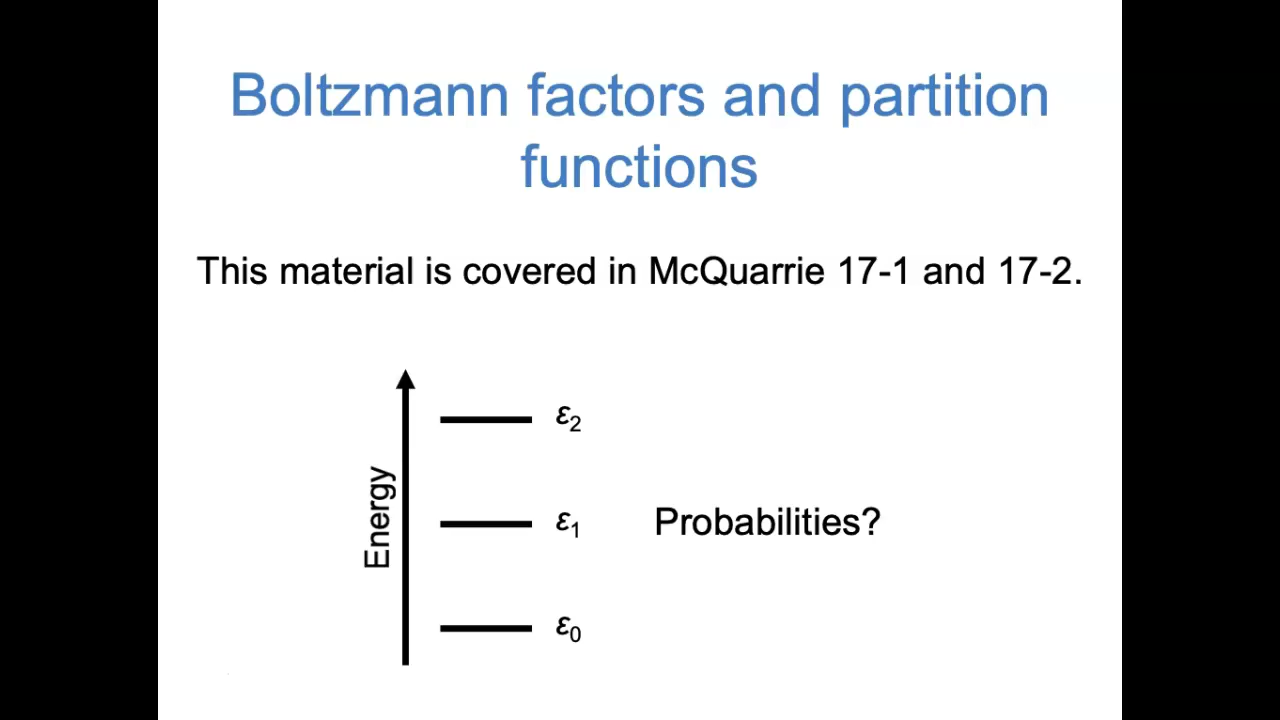 Boltzmann factors and partition
functions
This material is covered in McQuarrie 17-1 and 17-2.
Energy
ε₂
ε₁
Probabilities?
ε₀